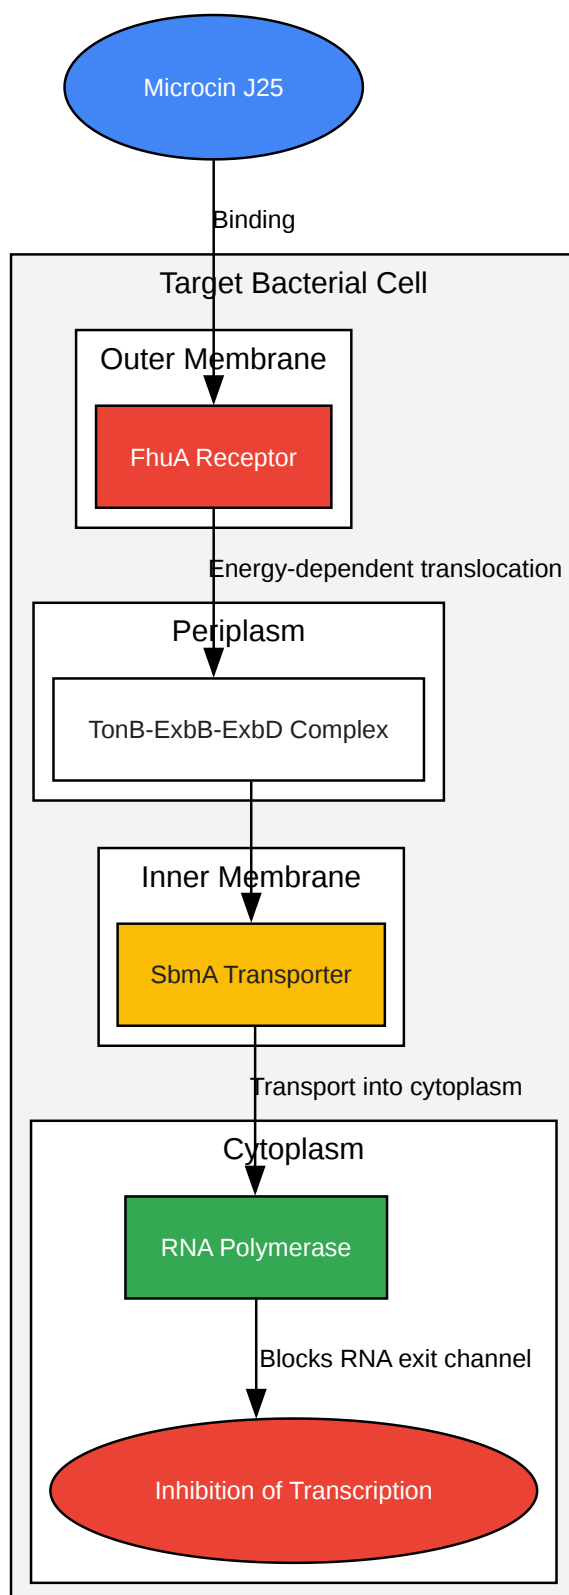 Microcin J25
Binding
Target Bacterial Cell
Outer Membrane
FhuA Receptor
Energy-dependent translocation
Periplasm
TonB-ExbB-ExbD Complex
Inner Membrane
SbmA Transporter
Transport into cytoplasm
Cytoplasm
RNA Polymerase
Blocks RNA exit channel
Inhibition of Transcription